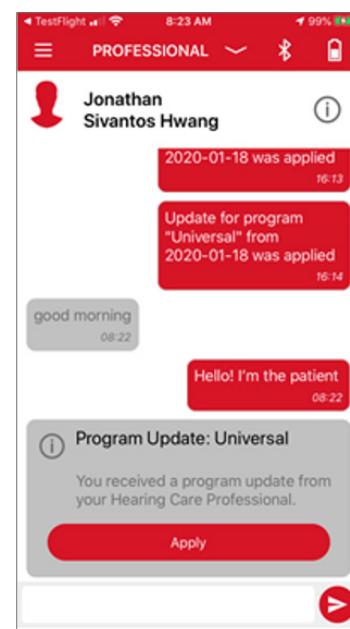 TestFlight 8:23 AM 99%
PROFESSIONAL
Jonathan
Sivantos Hwang
2020-01-18 was applied
16:13
Update for program
"Universal" from
2020-01-18 was applied
16:14
good morning
08:22
Hello! I'm the patient
08:22
Program Update: Universal
You received a program update from
your Hearing Care Professional.
Apply